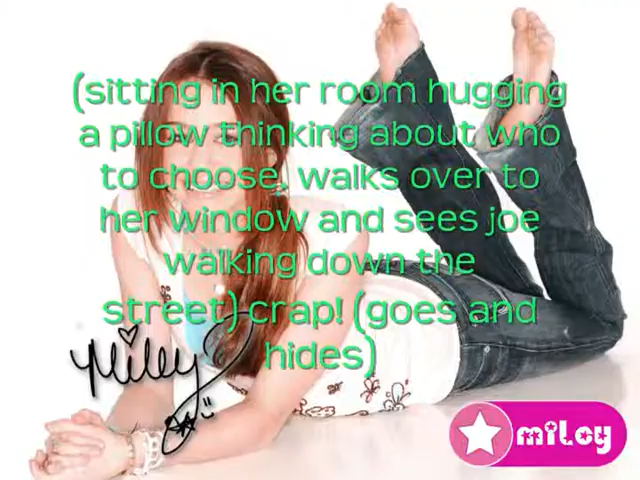 (sitting in her room hugging
a pillow thinking about who
to choose. walks over to
her window and sees joe
walking down the
street) crap! (goes and
hides)
Miley
miley